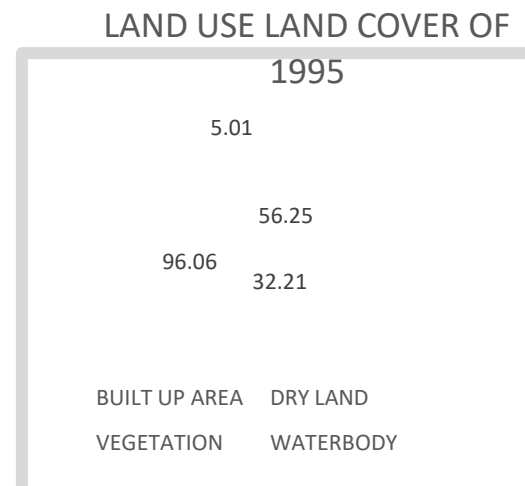 LAND USE LAND COVER OF
1995
5.01
56.25
96.06
32.21
BUILT UP AREA DRY LAND
VEGETATION WATERBODY